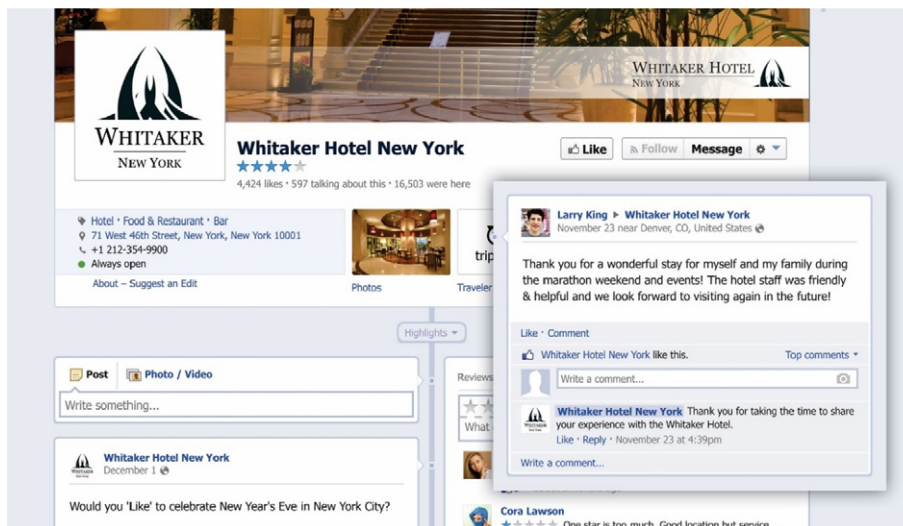 WHITAKER HOTEL
NEW YORK
WHITAKER
NEW YORK
Whitaker Hotel New York
Like
Follow
Message
4,424 likes · 597 talking about this · 16,503 were here
Hotel · Food & Restaurant · Bar
71 West 46th Street, New York, New York 10001
+1 212-354-9900
Always open
About – Suggest an Edit
Photos
trip
Traveler
Highlights
Post
Photo / Video
Write something...
Whitaker Hotel New York
December 1
Would you 'Like' to celebrate New Year's Eve in New York City?
Reviews
What
Cora Lawson
One star is too much. Good location but service
Larry King ▸ Whitaker Hotel New York
November 23 near Denver, CO, United States
Thank you for a wonderful stay for myself and my family during
the marathon weekend and events! The hotel staff was friendly
& helpful and we look forward to visiting again in the future!
Like · Comment
Whitaker Hotel New York like this.
Top comments
Write a comment...
Whitaker Hotel New York Thank you for taking the time to share
your experience with the Whitaker Hotel.
Like · Reply · November 23 at 4:39pm
Write a comment...